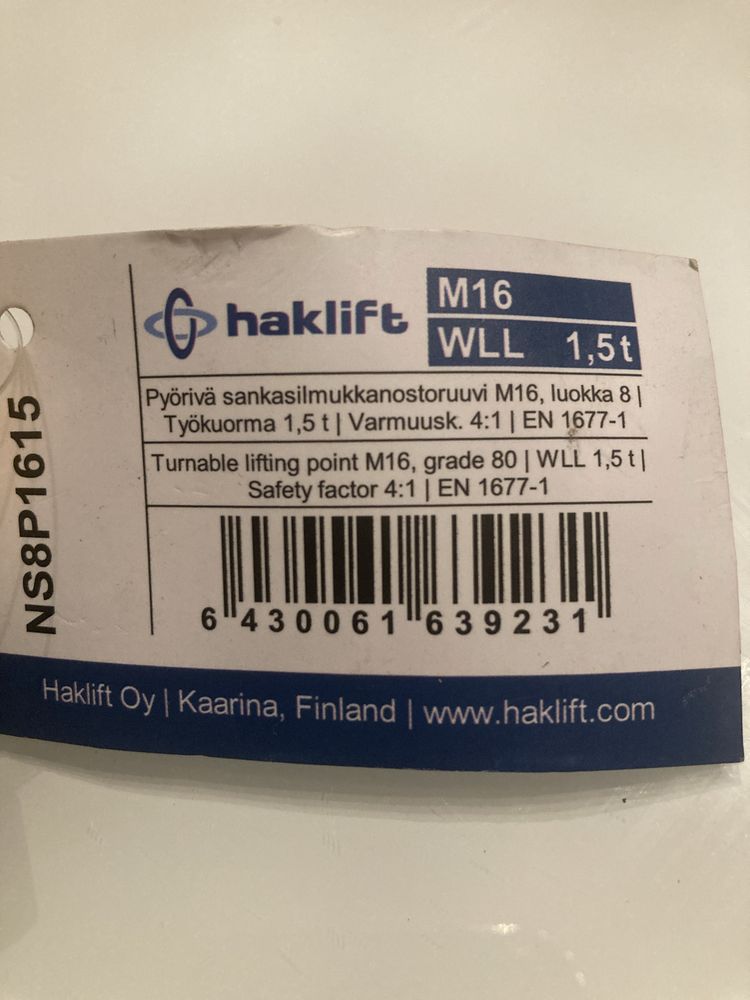 haklift
M16
WLL 1,5 t
Pyörivä sankasilmukkanostoruuvi M16, luokka 8 |
Työkuorma 1,5 t | Varmuusk. 4:1 | EN 1677-1
Turnable lifting point M16, grade 80 | WLL 1,5 t |
Safety factor 4:1 | EN 1677-1
6 430061 639231
NS8P1615
Haklift Oy | Kaarina, Finland | www.haklift.com